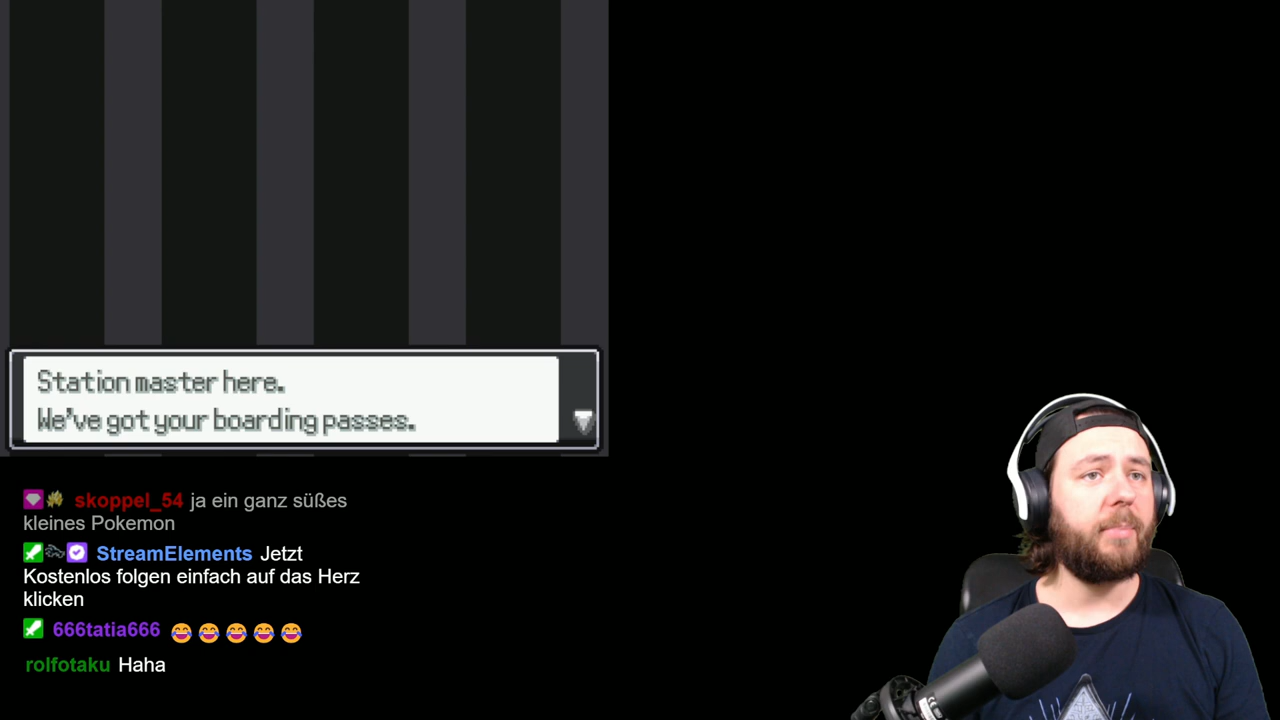 Station master here.
We've got your boarding passes.
skoppel_54 ja ein ganz süßes
kleines Pokemon
StreamElements Jetzt
Kostenlos folgen einfach auf das Herz
klicken
666tatia666 😂😂😂😂😂
rolfotaku Haha